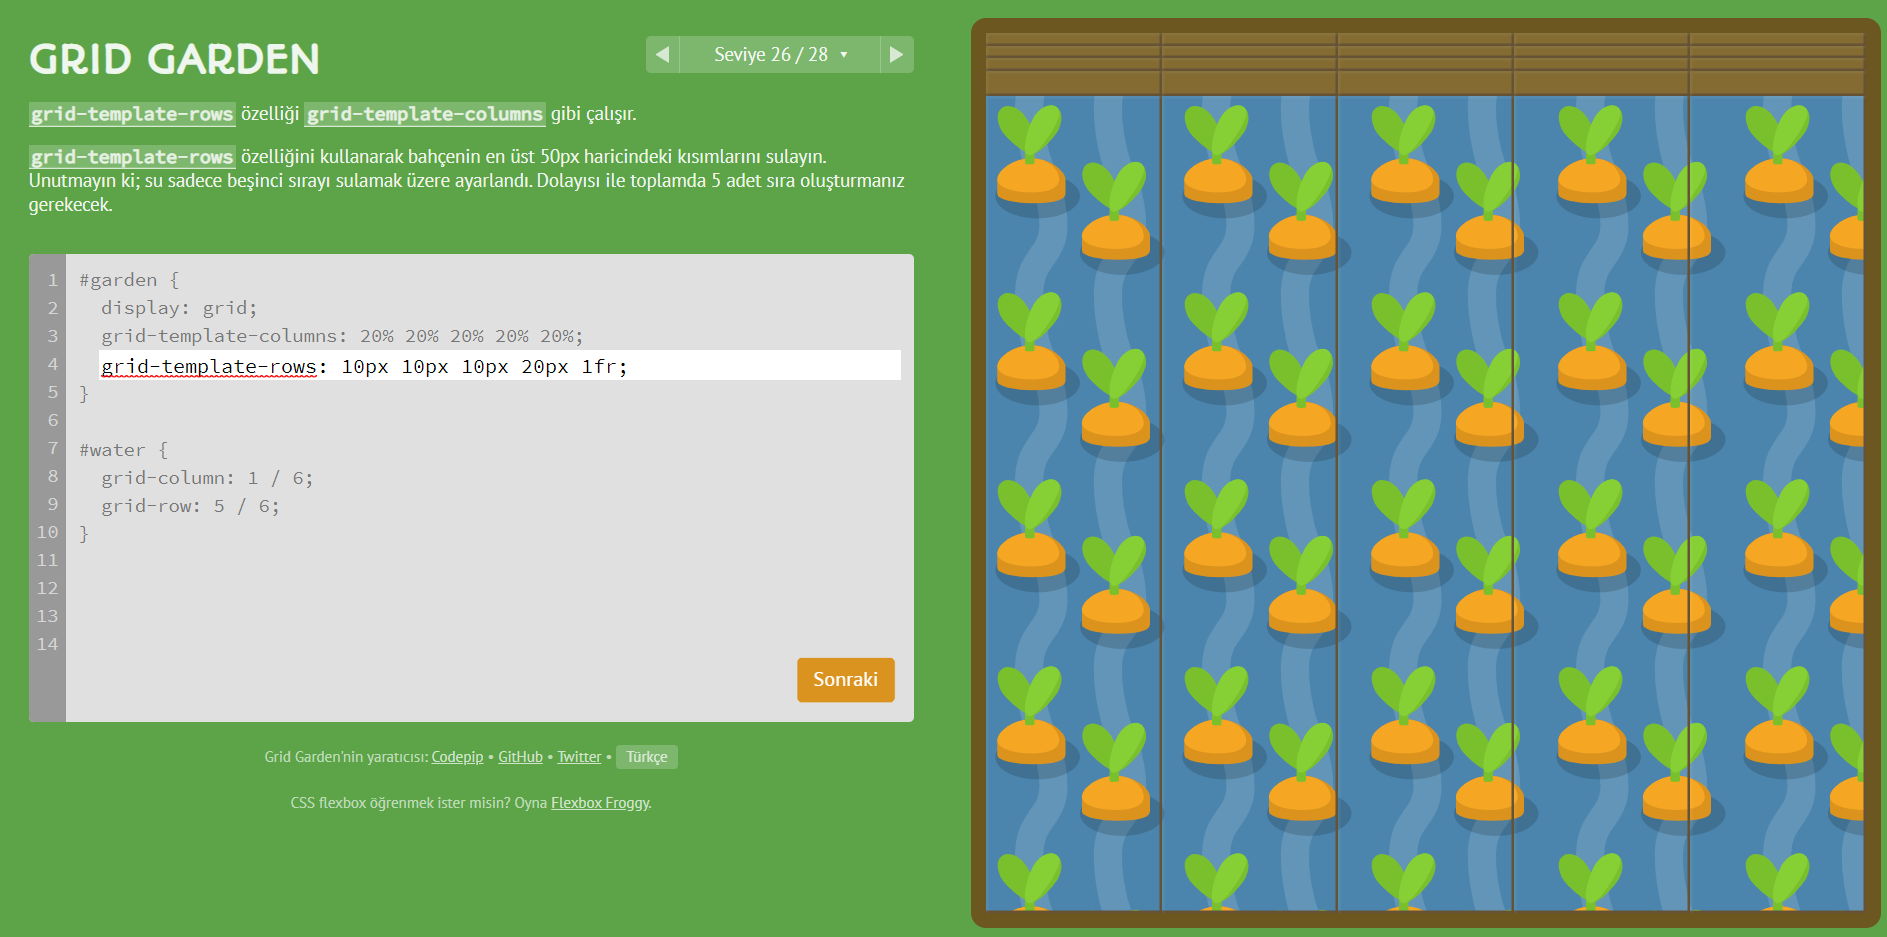 GRID GARDEN
◀ Seviye 26 / 28 ▼ ▶
grid-template-rows özelliği grid-template-columns gibi çalışır.
grid-template-rows özelliğini kullanarak bahçenin en üst 50px haricindeki kısımlarını sulayın.
Unutmayın ki; su sadece beşinci sırayı sulamak üzere ayarlandı. Dolayısı ile toplamda 5 adet sıra oluşturmanız
gerekecek.
1 #garden {
2 display: grid;
3 grid-template-columns: 20% 20% 20% 20% 20%;
4 grid-template-rows: 10px 10px 10px 20px 1fr;
5 }
6
7 #water {
8 grid-column: 1 / 6;
9 grid-row: 5 / 6;
10 }
11
12
13
14
Sonraki
Grid Garden'nin yaratıcısı: Codepip • GitHub • Twitter • Türkçe
CSS flexbox öğrenmek ister misin? Oyna Flexbox Froggy.